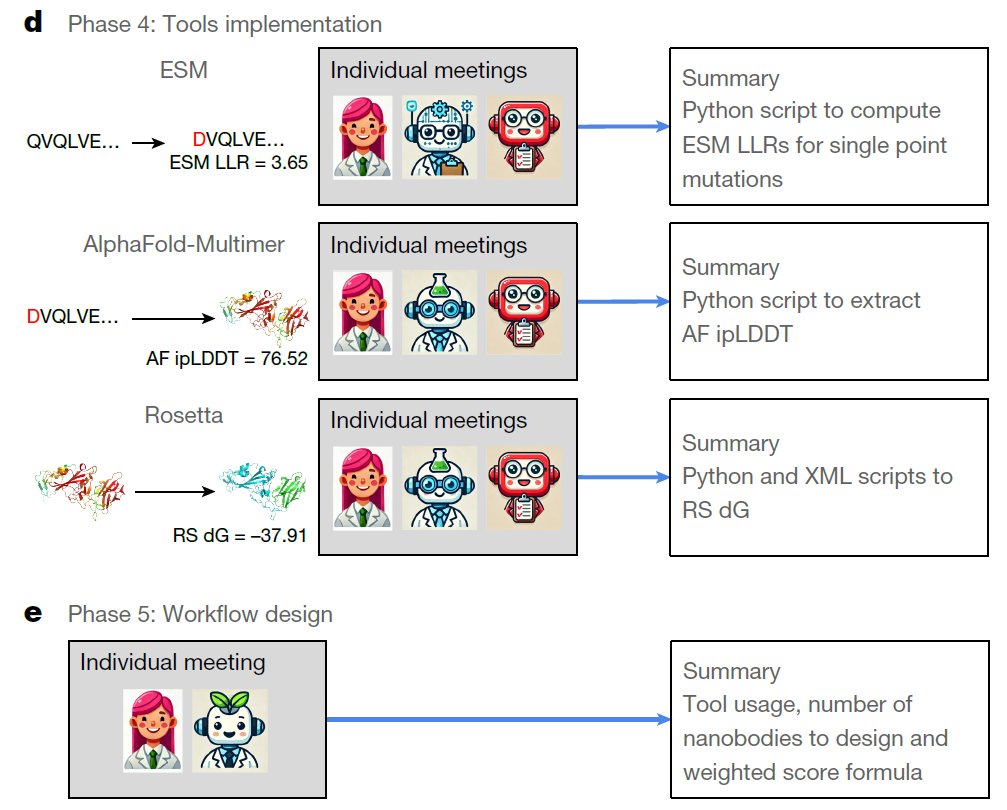 d Phase 4: Tools implementation
ESM
QVQLVE...
DVQLVE...
ESM LLR = 3.65
Individual meetings
Summary
Python script to compute
ESM LLRs for single point
mutations
AlphaFold-Multimer
DVQLVE...
AF ipLDDT = 76.52
Individual meetings
Summary
Python script to extract
AF ipLDDT
Rosetta
RS dG = –37.91
Individual meetings
Summary
Python and XML scripts to
RS dG
e Phase 5: Workflow design
Individual meeting
Summary
Tool usage, number of
nanobodies to design and
weighted score formula